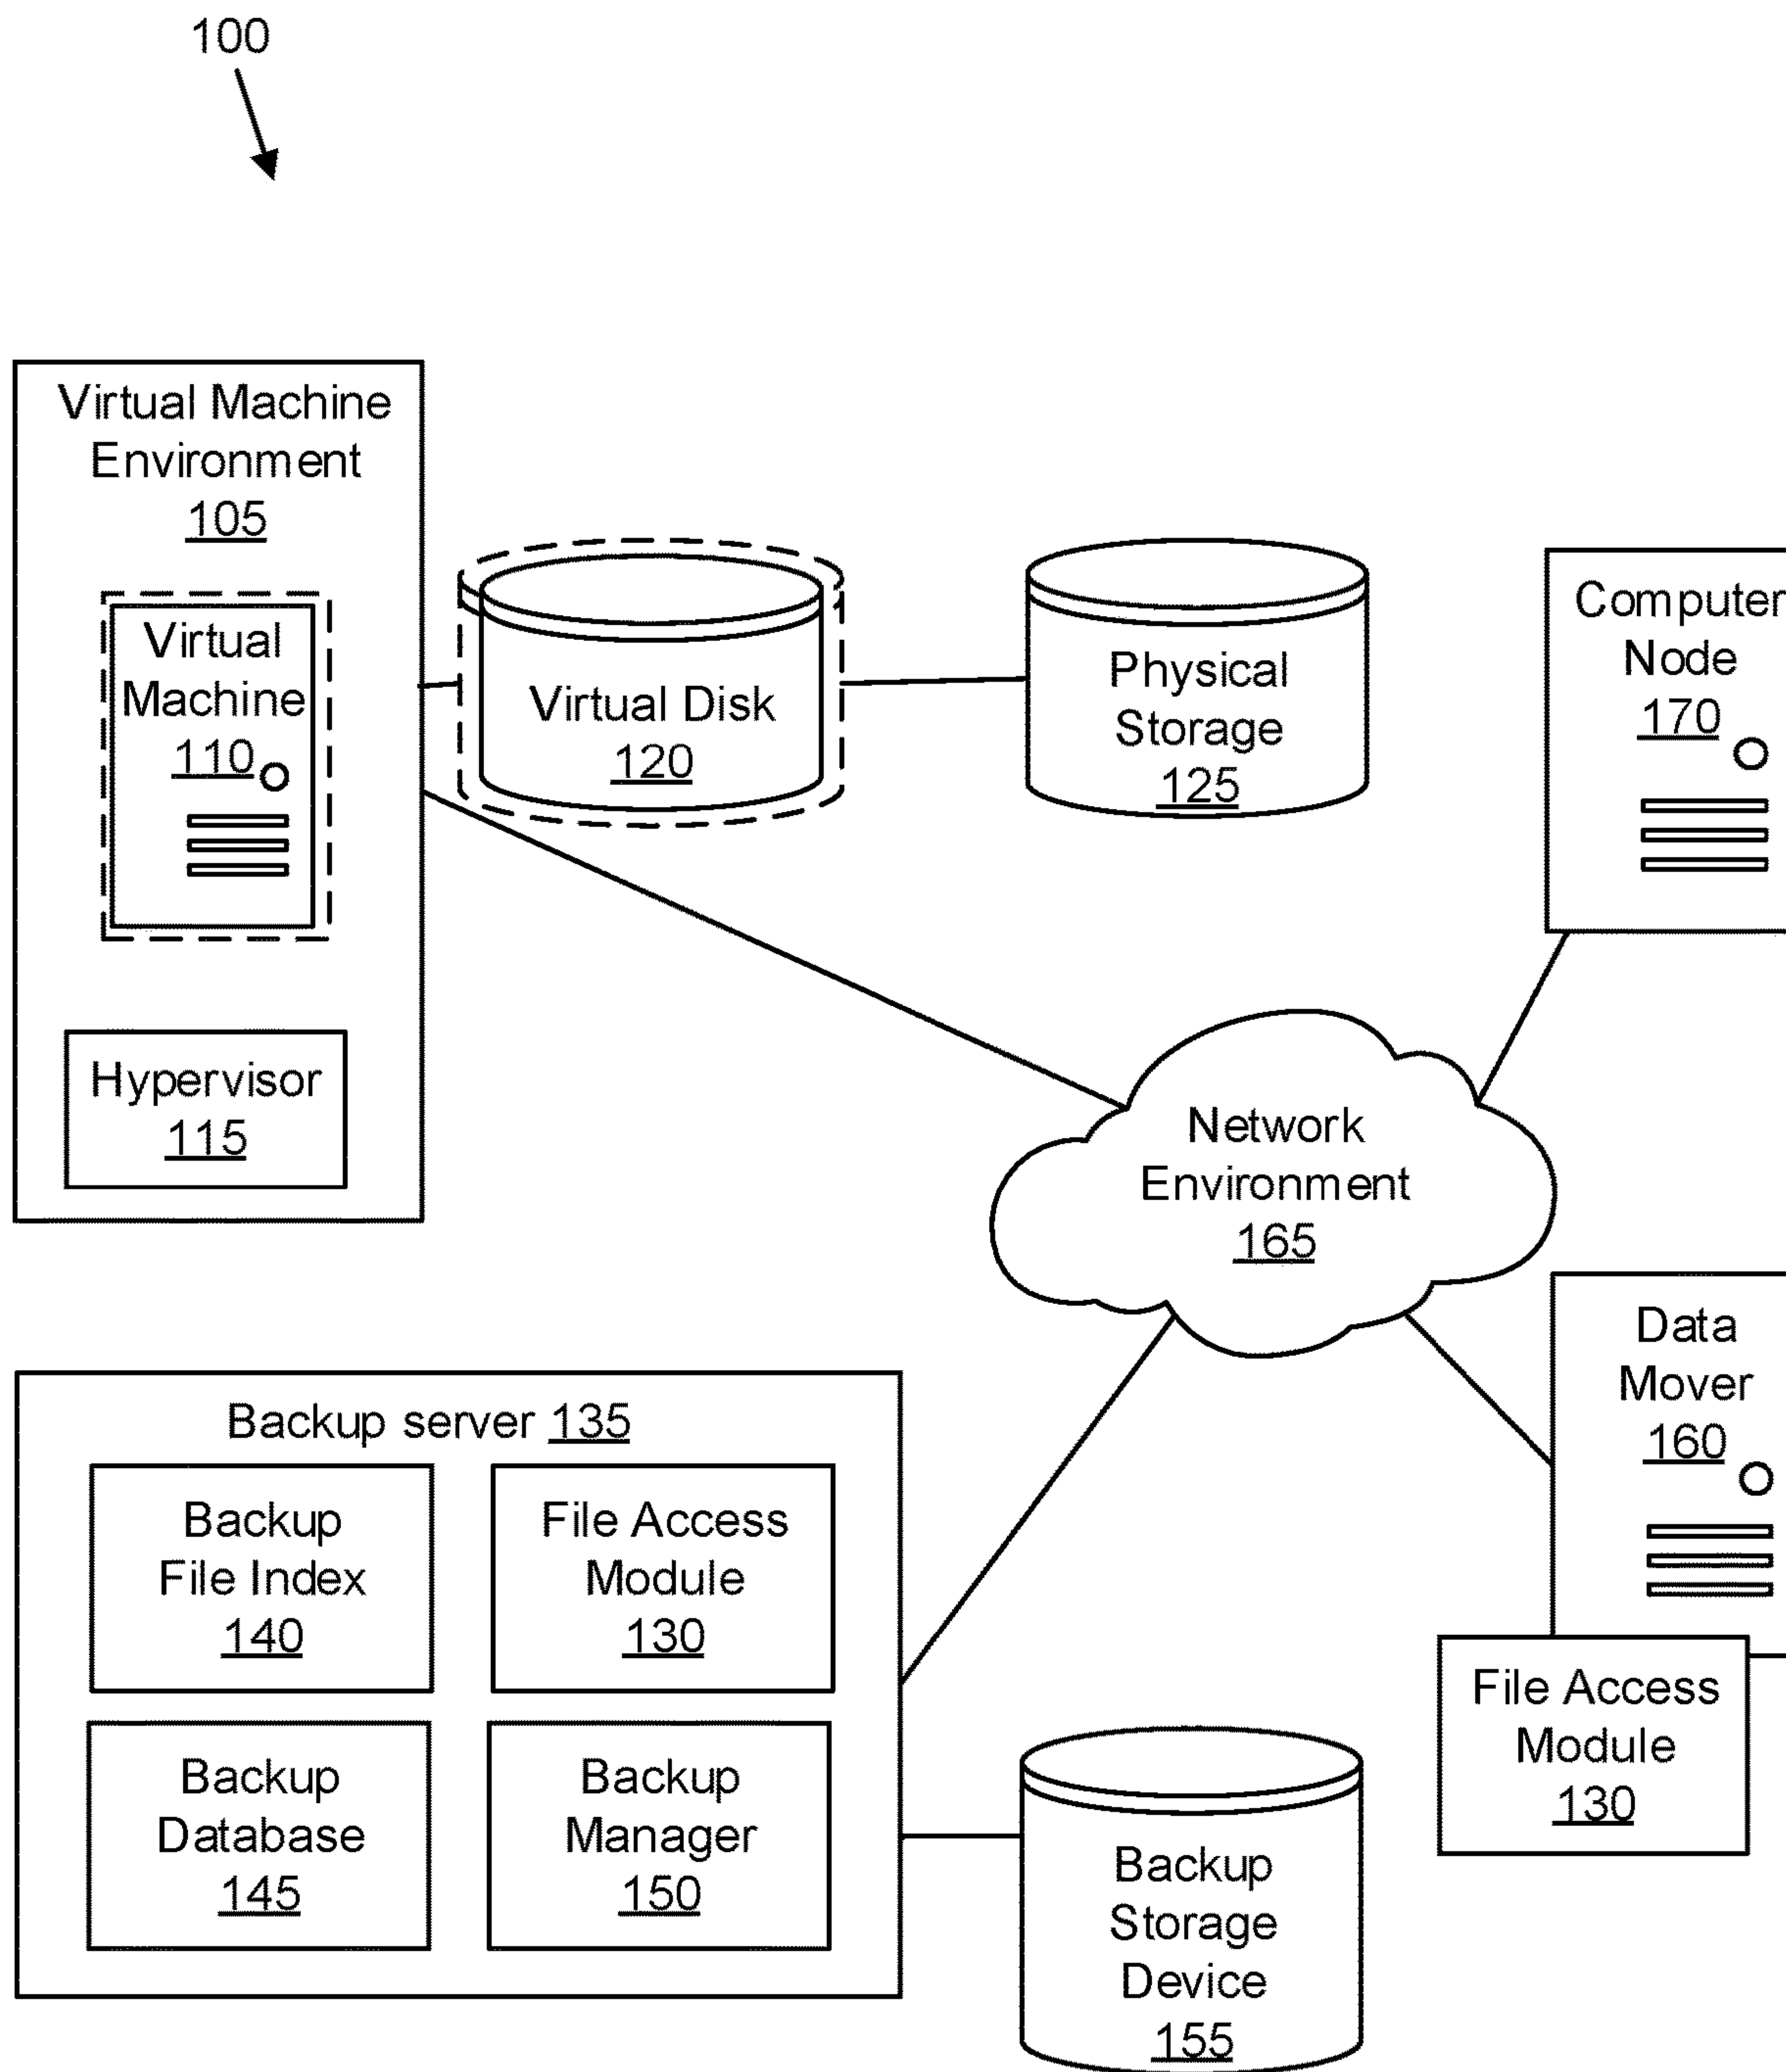 100
Virtual Machine
Environment
105
Virtual
Machine
110
Hypervisor
115
Virtual Disk
120
Physical
Storage
125
Computer
Node
170
Network
Environment
165
Backup server 135
Backup
File Index
140
File Access
Module
130
Backup
Database
145
Backup
Manager
150
Data
Mover
160
File Access
Module
130
Backup
Storage
Device
155